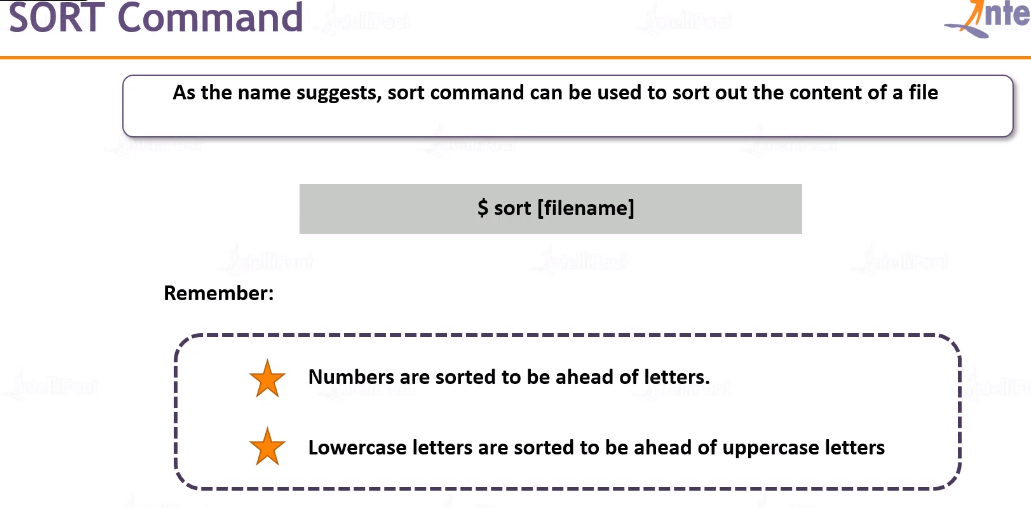 SORT Command
nte
As the name suggests, sort command can be used to sort out the content of a file
$ sort [filename]
Remember:
Numbers are sorted to be ahead of letters.
Lowercase letters are sorted to be ahead of uppercase letters